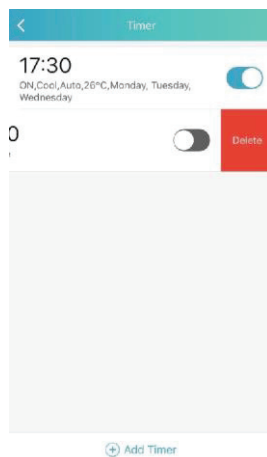 Timer
17:30
ON,Cool,Auto,26°C,Monday, Tuesday,
Wednesday
0
Delete
Add Timer